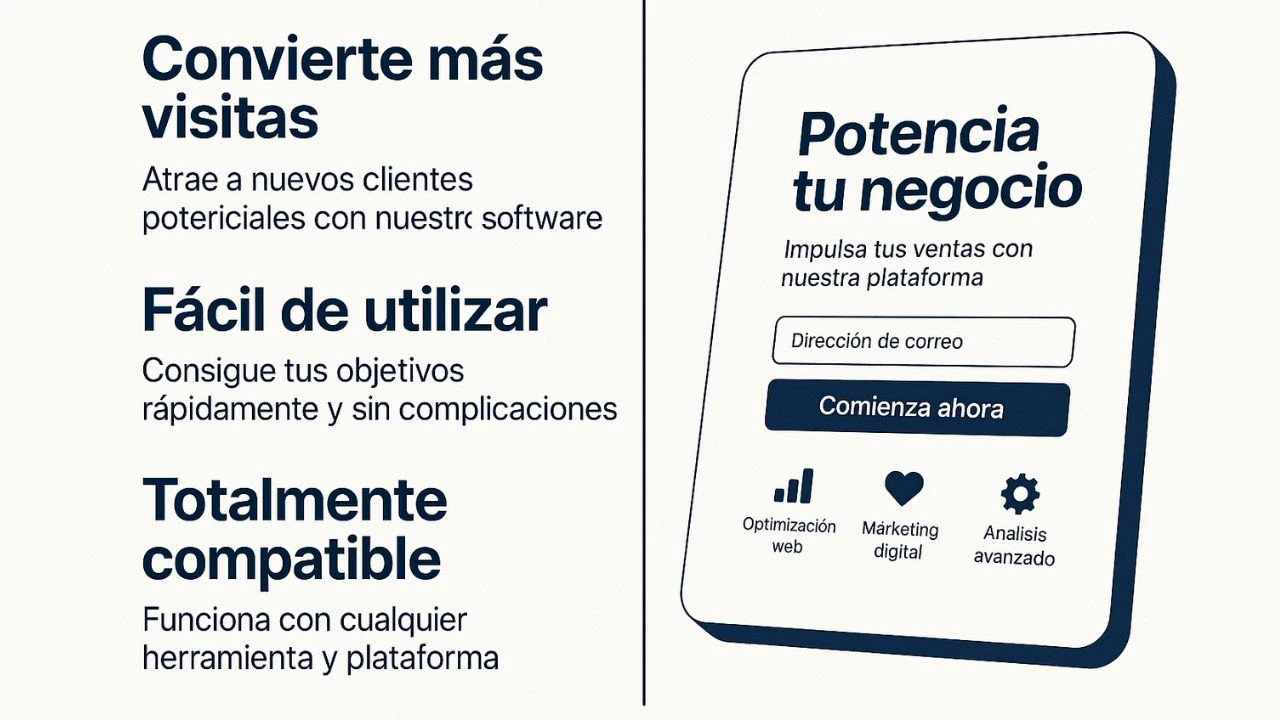 Convierte más
visitas
Atrae a nuevos clientes
potericiales con nuestrc software
Fácil de utilizar
Consigue tus objetivos
rápidamente y sin complicaciones
Totalmente
compatible
Funciona con cualquier
herramienta y plataforma
Potencia
tu negocio
Impulsa tus ventas con
nuestra plataforma
Dirección de correo
Comienza ahora
Optimización
web
Márketing
digital
Analisis
avanzado